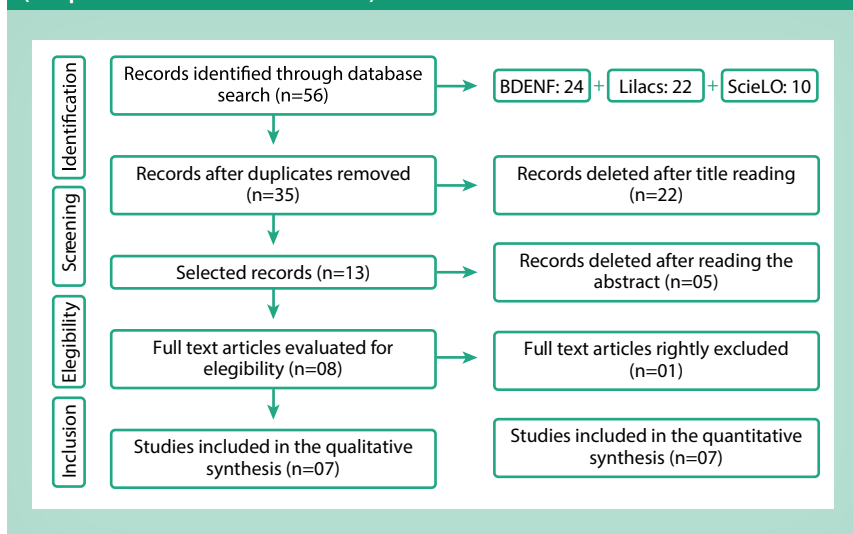 Identification
Records identified through database
search (n=56)
BDENF: 24 + Lilacs: 22 + ScieLO: 10
Records after duplicates removed
(n=35)
Records deleted after title reading
(n=22)
Screening
Selected records (n=13)
Records deleted after reading the
abstract (n=05)
Elegibility
Full text articles evaluated for
elegibility (n=08)
Full text articles rightly excluded
(n=01)
Inclusion
Studies included in the qualitative
synthesis (n=07)
Studies included in the quantitative
synthesis (n=07)